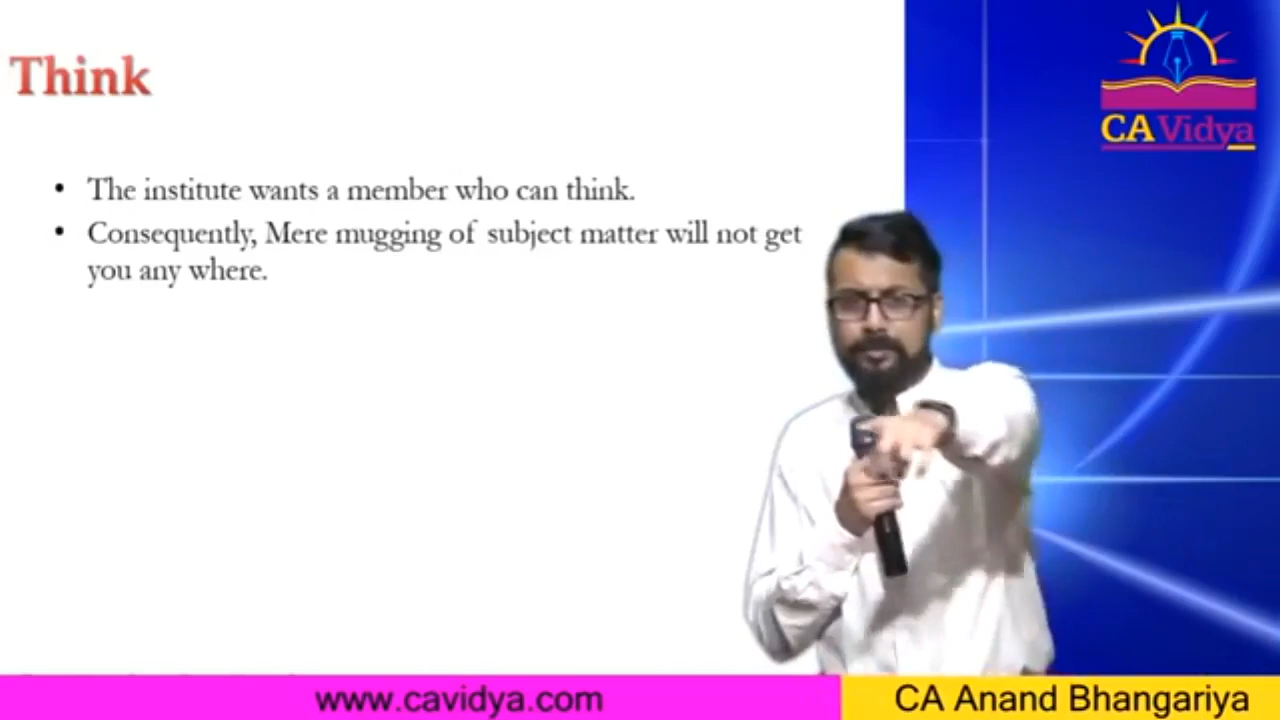 Think
• The institute wants a member who can think.
• Consequently, Mere mugging of subject matter will not get
you any where.
CA Vidya
www.cavidya.com
CA Anand Bhangariya